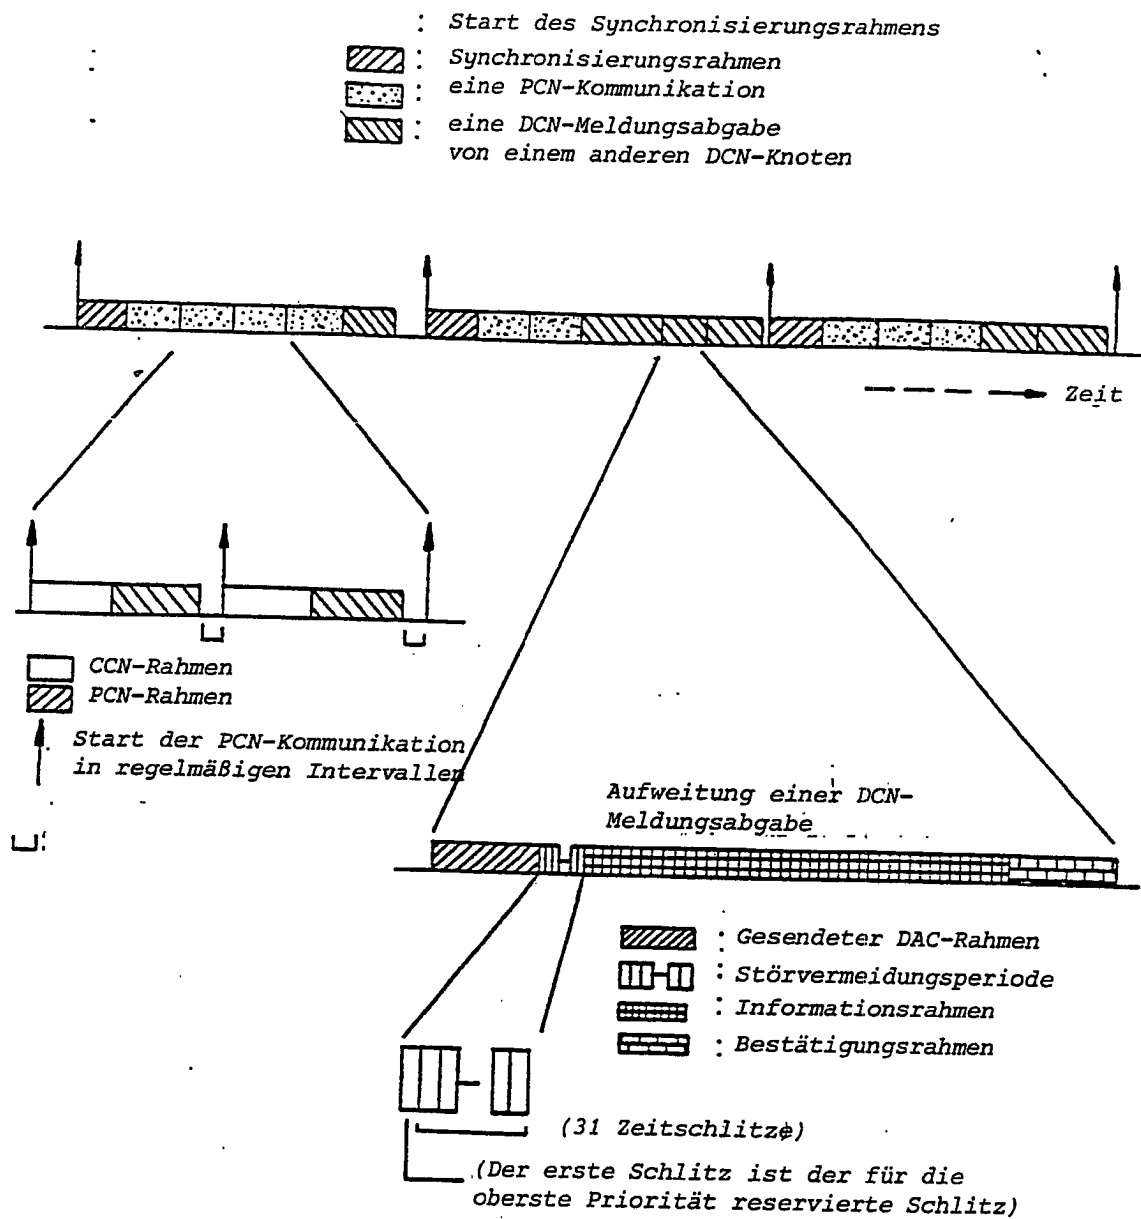 : Start des Synchronisierungsrahmens
: Synchronisierungsrahmen
: eine PCN-Kommunikation
: eine DCN-Meldungsabgabe
von einem anderen DCN-Knoten
Zeit
CCN-Rahmen
PCN-Rahmen
Start der PCN-Kommunikation
in regelmäßigen Intervallen
Aufweitung einer DCN-
Meldungsabgabe
: Gesendeter DAC-Rahmen
: Störvermeidungsperiode
: Informationsrahmen
: Bestätigungsrahmen
(31 Zeitschlitze)
(Der erste Schlitz ist der für die
oberste Priorität reservierte Schlitz)